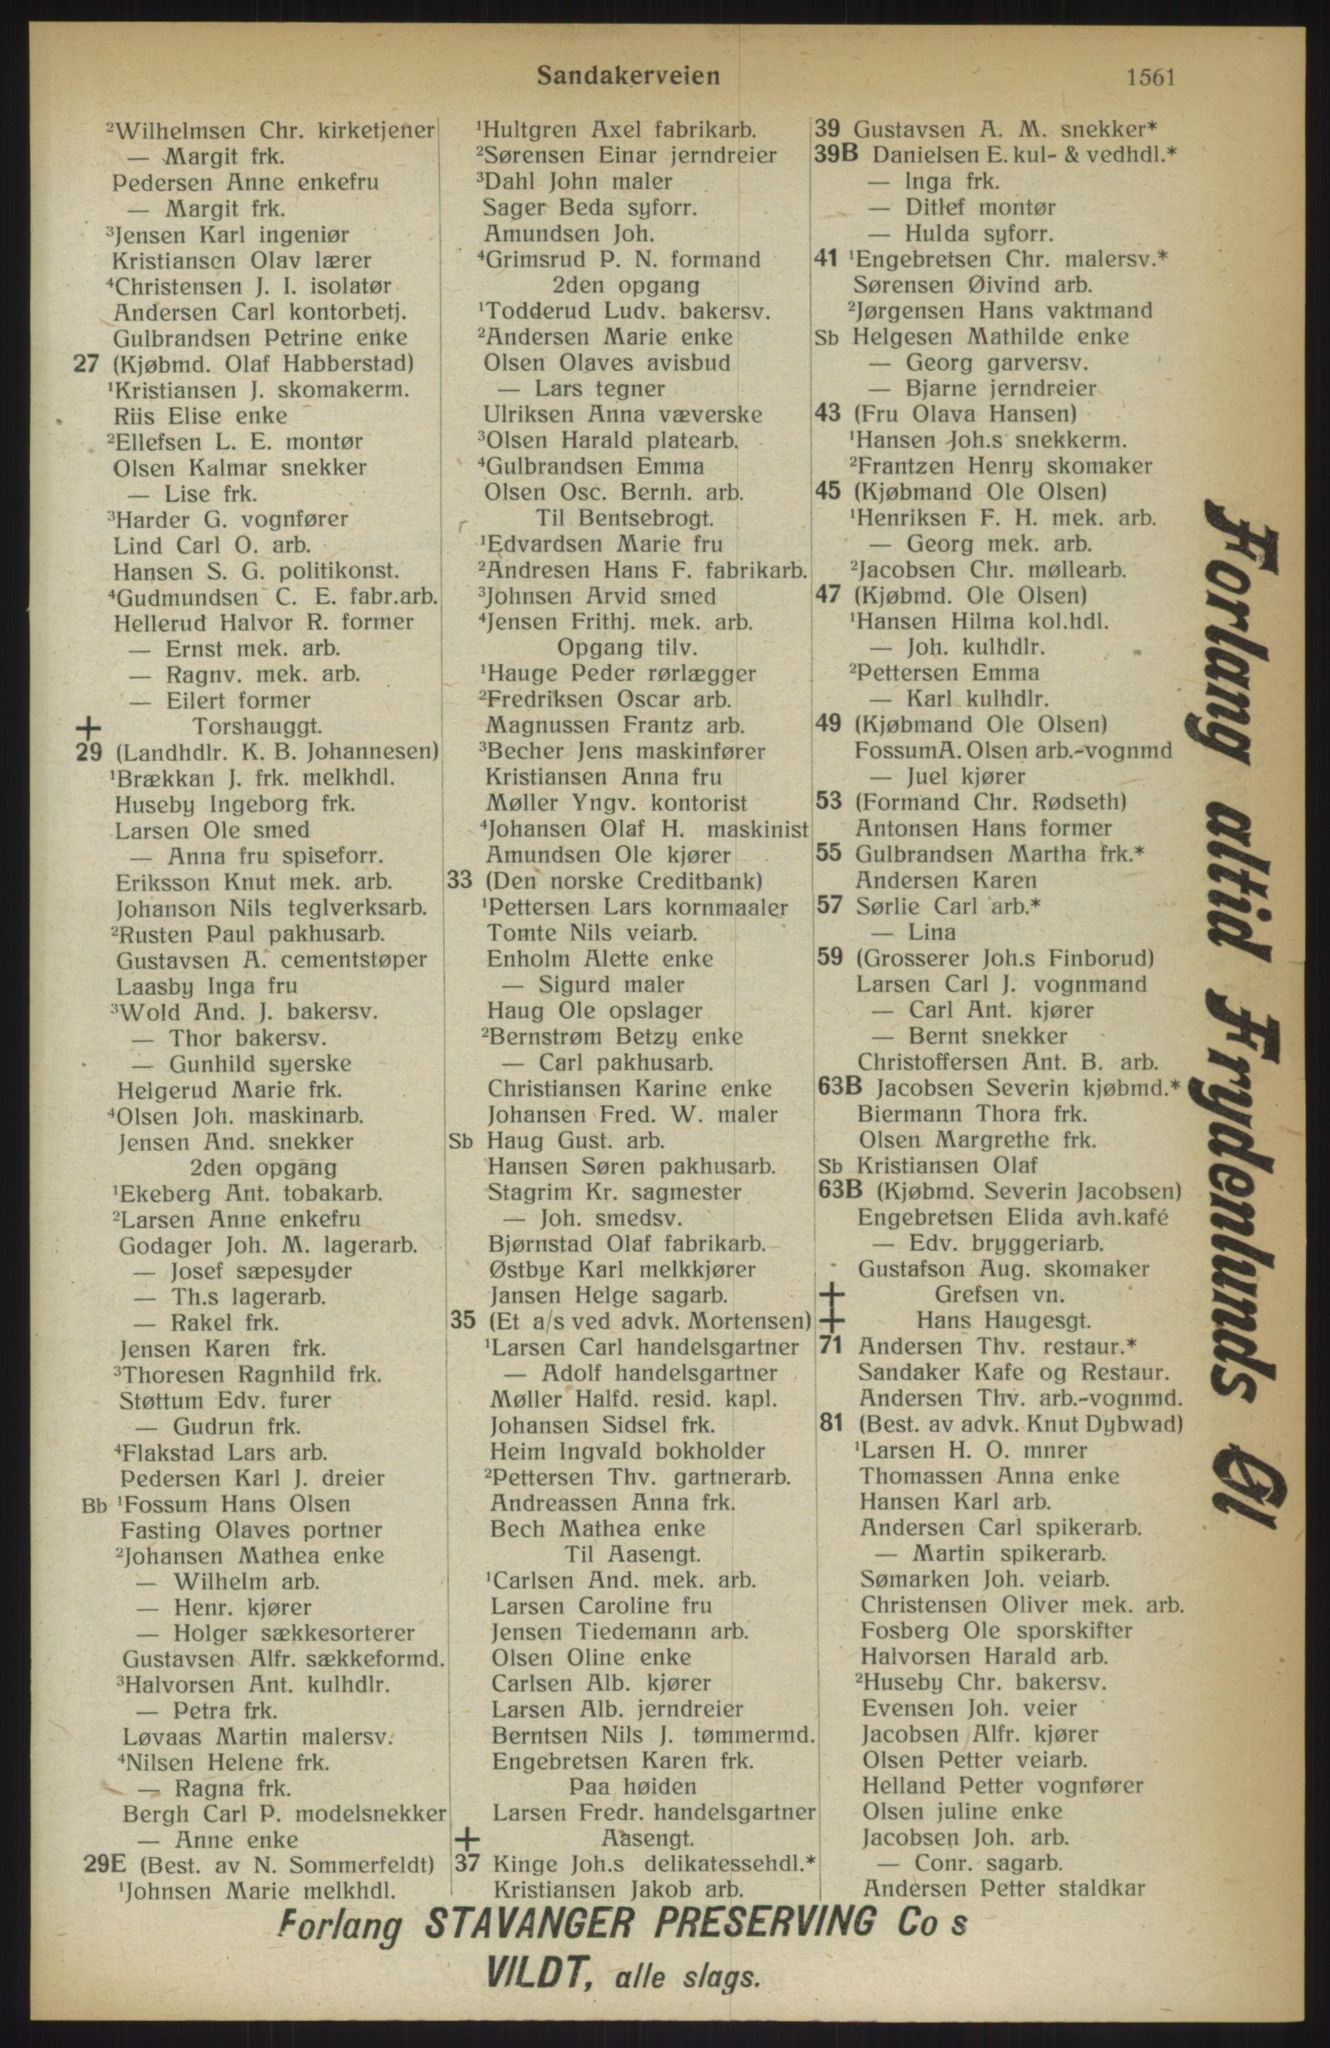 Sandakerveien 1561
²Wilhelmsen Chr. kirketjener
— Margit frk.
Pedersen Anne enkefru
— Margit frk.
³Jensen Karl ingeniør
Kristiansen Olav lærer
⁴Christensen J. I. isolatør
Andersen Carl kontorbetj.
Gulbrandsen Petrine enke
27 (Kjøbmd. Olaf Habberstad)
¹Kristiansen J. skomakerm.
Riis Elise enke
²Ellefsen L. E. montør
Olsen Kalmar snekker
— Lise frk.
³Harder G. vognfører
Lind Carl O. arb.
Hansen S. G. politikonst.
⁴Gudmundsen C. E. fabr.arb.
Hellerud Halvor R. former
— Ernst mek. arb.
— Ragnv. mek. arb.
— Eilert former
+ Torshauggt.
29 (Landhdlr. K. B. Johannesen)
¹Brækkan J. frk. melkhdl.
Huseby Ingeborg frk.
Larsen Ole smed
— Anna fru spiseforr.
Eriksson Knut mek. arb.
Johanson Nils teglverksarb.
²Rusten Paul pakhusarb.
Gustavsen A. cementstøper
Laasby Inga fru
³Wold And. J. bakersv.
— Thor bakersv.
— Gunhild syerske
Helgerud Marie frk.
⁴Olsen Joh. maskinarb.
Jensen And. snekker
2den opgang
¹Ekeberg Ant. tobakarb.
²Larsen Anne enkefru
Godager Joh. M. lagerarb.
— Josef sæpesyder
— Th.s lagerarb.
— Rakel frk.
Jensen Karen frk.
³Thoresen Ragnhild frk.
Støttum Edv. furer
— Gudrun frk.
⁴Flakstad Lars arb.
Pedersen Karl J. dreier
Bb ¹Fossum Hans Olsen
Fasting Olaves portner
²Johansen Mathea enke
— Wilhelm arb.
— Henr. kjører
— Holger sækkesorterer
Gustavsen Alfr. sækkeformd.
³Halvorsen Ant. kulhdlr.
— Petra frk.
Løvaas Martin malersv.
⁴Nilsen Helene frk.
— Ragna frk.
Bergh Carl P. modelsnekker
— Anne enke
29E (Best. av N. Sommerfeldt)
¹Johnsen Marie melkhdl.
¹Hultgren Axel fabrikarb.
²Sørensen Einar jerndreier
³Dahl John maler
Sager Beda syforr.
Amundsen Joh.
⁴Grimsrud P. N. formand
2den opgang
¹Todderud Ludv. bakersv.
²Andersen Marie enke
Olsen Olaves avisbud
— Lars tegner
Ulriksen Anna væverske
³Olsen Harald platearb.
⁴Gulbrandsen Emma
Olsen Osc. Bernh. arb.
Til Bentsebrogt.
¹Edvardsen Marie fru
²Andresen Hans F. fabrikarb.
³Johnsen Arvid smed
⁴Jensen Frithj. mek. arb.
Opgang tilv.
¹Hauge Peder rørlægger
²Fredriksen Oscar arb.
Magnussen Frantz arb.
³Becher Jens maskinfører
Kristiansen Anna fru
Møller Yngv. kontorist
⁴Johansen Olaf H. maskinist
Amundsen Ole kjører
33 (Den norske Creditbank)
¹Pettersen Lars kornmaaler
Tomte Nils veiarb.
Enholm Alette enke
— Sigurd maler
Haug Ole opslager
²Bernstrøm Betzy enke
— Carl pakhusarb.
Christiansen Karine enke
Johansen Fred. W. maler
Sb Haug Gust. arb.
Hansen Søren pakhusarb.
Stagrim Kr. sagmester
— Joh. smedsv.
Bjørnstad Olaf fabrikarb.
Østbye Karl melkkjører
Jansen Helge sagarb.
35 (Et a/s ved advk. Mortensen)
¹Larsen Carl handelsgartner
— Adolf handelsgartner
Møller Halfd. resid. kapl.
Johansen Sidsel frk.
Heim Ingvald bokholder
²Pettersen Thv. gartnerarb.
Andreassen Anna frk.
Bech Mathea enke
Til Aasengt.
¹Carlsen And. mek. arb.
Larsen Caroline fru
Jensen Tiedemann arb.
Olsen Oline enke
Carlsen Alb. kjører
Larsen Alb. jerndreier
Berntsen Nils J. tømmermd.
Engebretsen Karen frk.
Paa høiden
Larsen Fredr. handelsgartner
+ Aasengt.
37 Kinge Joh.s delikatessehdl.*
Kristiansen Jakob arb.
39 Gustavsen A. M. snekker*
39B Danielsen E. kul- & vedhdl.*
— Inga frk.
— Ditlef montør
— Hulda syforr.
41 ¹Engebretsen Chr. malersv.*
Sørensen Øivind arb.
²Jørgensen Hans vaktmand
Sb Helgesen Mathilde enke
— Georg garversv.
— Bjarne jerndreier
43 (Fru Olava Hansen)
¹Hansen Joh.s snekkerm.
²Frantzen Henry skomaker
45 (Kjøbmand Ole Olsen)
¹Henriksen F. H. mek. arb.
— Georg mek. arb.
²Jacobsen Chr. møllearb.
47 (Kjøbmd. Ole Olsen)
¹Hansen Hilma kol.hdl.
— Joh. kulhdlr.
²Pettersen Emma
— Karl kulhdlr.
49 (Kjøbmand Ole Olsen)
FossumA. Olsen arb.-vognmd
— Juel kjører
53 (Formand Chr. Rødseth)
Antonsen Hans former
55 Gulbrandsen Martha frk.*
Andersen Karen
57 Sørlie Carl arb.*
— Lina
59 (Grosserer Joh.s Finborud)
Larsen Carl J. vognmand
— Carl Ant. kjører
— Bernt snekker
Christoffersen Ant. B. arb.
63B Jacobsen Severin kjøbmd.*
Biermann Thora frk.
Olsen Margrethe frk.
Sb Kristiansen Olaf
63B (Kjøbmd. Severin Jacobsen)
Engebretsen Elida avh.kafé
— Edv. bryggeriarb.
Gustafson Aug. skomaker
+ Grefsen vn.
+ Hans Haugesgt.
71 Andersen Thv. restaur.*
Sandaker Kafe og Restaur.
Andersen Thv. arb.-vognmd.
81 (Best. av advk. Knut Dybwad)
¹Larsen H. O. mnrer
Thomassen Anna enke
Hansen Karl arb.
Andersen Carl spikerarb.
— Martin spikerarb.
Sømarken Joh. veiarb.
Christensen Oliver mek. arb.
Fosberg Ole sporskifter
Halvorsen Harald arb.
²Huseby Chr. bakersv.
Evensen Joh. veier
Jacobsen Alfr. kjører
Olsen Petter veiarb.
Helland Petter vognfører
Olsen juline enke
Jacobsen Joh. arb.
— Conr. sagarb.
Andersen Petter staldkar
Forlang altid Frydenlunds Øl
Forlang STAVANGER PRESERVING Co s
VILDT, alle slags.